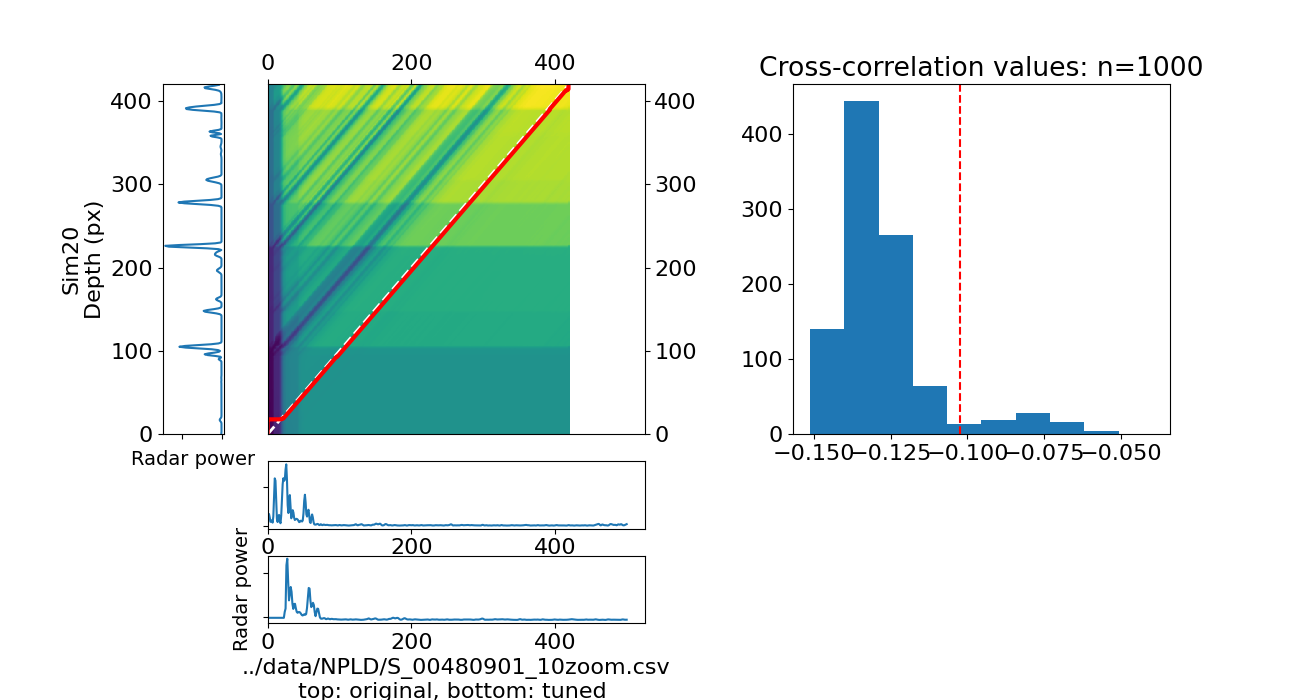 0 200 400
Cross-correlation values: n=1000
400
300
200
100
0
Sim20
Depth (px)
Radar power
400
300
200
100
0
400
300
200
100
0
−0.150 −0.125 −0.100 −0.075 −0.050
0 200 400
Radar power
0 200 400
../data/NPLD/S_00480901_10zoom.csv
top: original, bottom: tuned